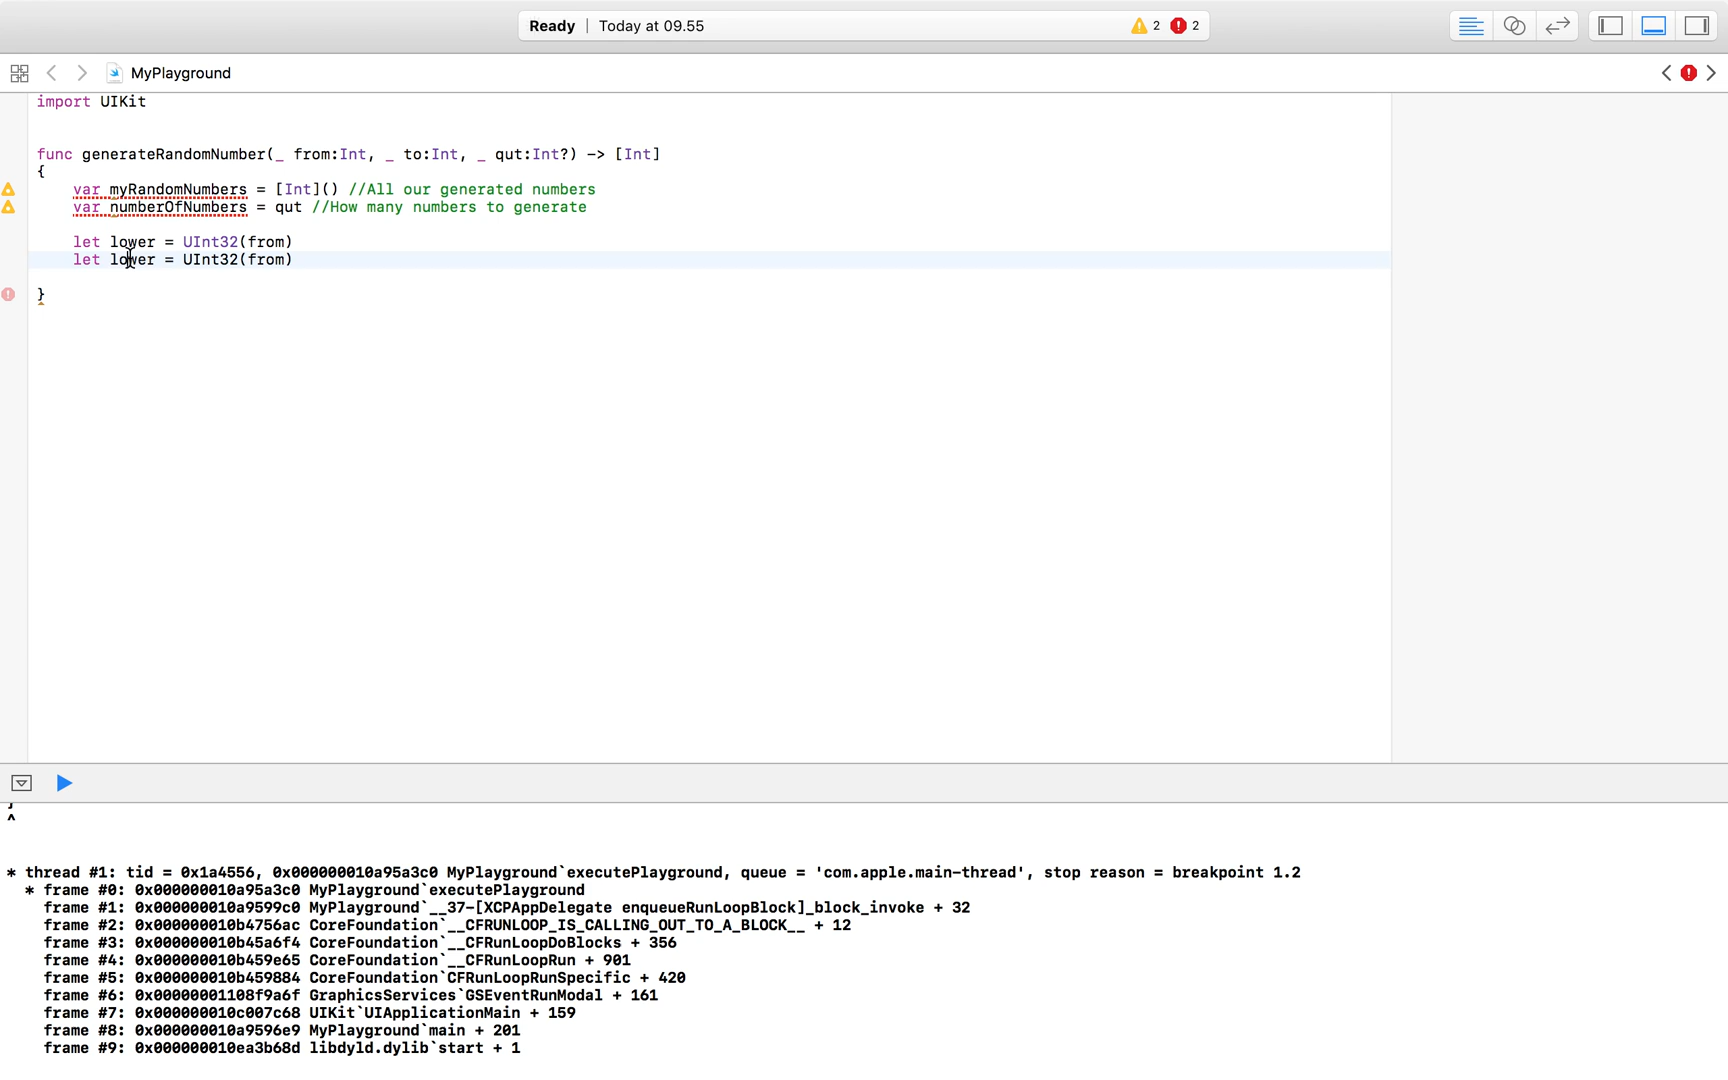 Ready | Today at 09.55 2 2
MyPlayground
import UIKit
func generateRandomNumber(_ from:Int, _ to:Int, _ qut:Int?) -> [Int]
{
var myRandomNumbers = [Int]() //All our generated numbers
var numberOfNumbers = qut //How many numbers to generate
let lower = UInt32(from)
let lower = UInt32(from)
}
^
* thread #1: tid = 0x1a4556, 0x000000010a95a3c0 MyPlayground`executePlayground, queue = 'com.apple.main-thread', stop reason = breakpoint 1.2
* frame #0: 0x000000010a95a3c0 MyPlayground`executePlayground
frame #1: 0x000000010a9599c0 MyPlayground`__37-[XCPAppDelegate enqueueRunLoopBlock]_block_invoke + 32
frame #2: 0x000000010b4756ac CoreFoundation`__CFRUNLOOP_IS_CALLING_OUT_TO_A_BLOCK__ + 12
frame #3: 0x000000010b45a6f4 CoreFoundation`__CFRunLoopDoBlocks + 356
frame #4: 0x000000010b459e65 CoreFoundation`__CFRunLoopRun + 901
frame #5: 0x000000010b459884 CoreFoundation`CFRunLoopRunSpecific + 420
frame #6: 0x00000001108f9a6f GraphicsServices`GSEventRunModal + 161
frame #7: 0x000000010c007c68 UIKit`UIApplicationMain + 159
frame #8: 0x000000010a9596e9 MyPlayground`main + 201
frame #9: 0x000000010ea3b68d libdyld.dylib`start + 1